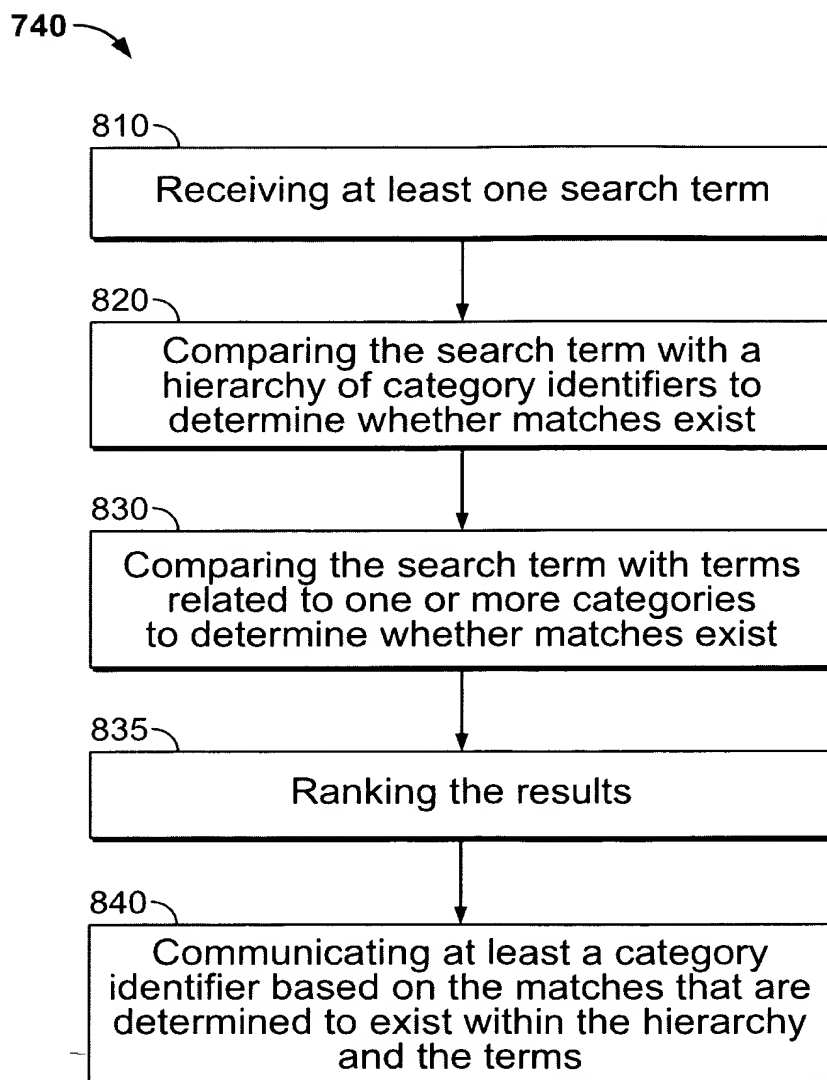 740
810
Receiving at least one search term
820
Comparing the search term with a
hierarchy of category identifiers to
determine whether matches exist
830
Comparing the search term with terms
related to one or more categories
to determine whether matches exist
835
Ranking the results
840
Communicating at least a category
identifier based on the matches that are
determined to exist within the hierarchy
and the terms